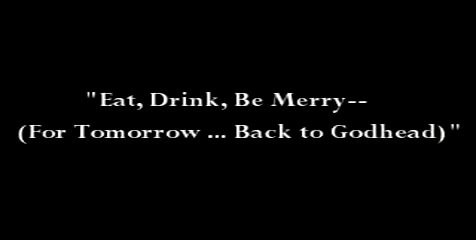 "Eat, Drink, Be Merry--
(For Tomorrow ... Back to Godhead)"